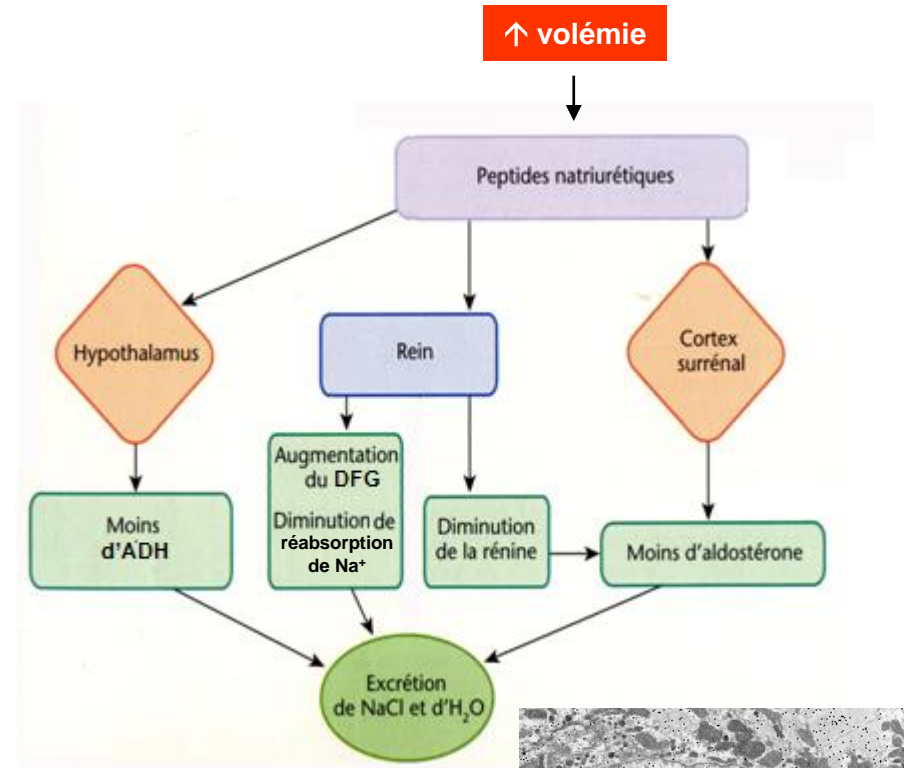 ↑ volémie
Peptides natriurétiques
Hypothalamus
Rein
Cortex
surrénal
Moins
d'ADH
Augmentation
du DFG
Diminution de
réabsorption
de Na⁺
Diminution
de la rénine
Moins d'aldostérone
Excrétion
de NaCl et d'H₂O